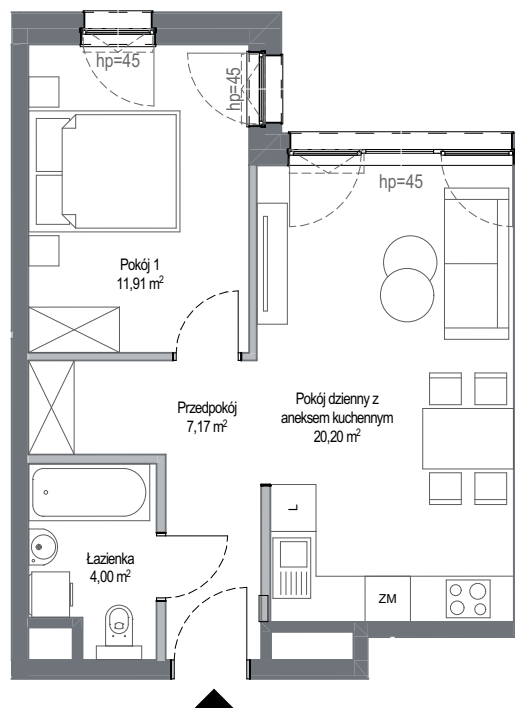 hp=45
hp=45
hp=45
Pokój 1
11,91 m²
Przedpokój
7,17 m²
Pokój dzienny z
aneksem kuchennym
20,20 m²
L
Łazienka
4,00 m²
ZM